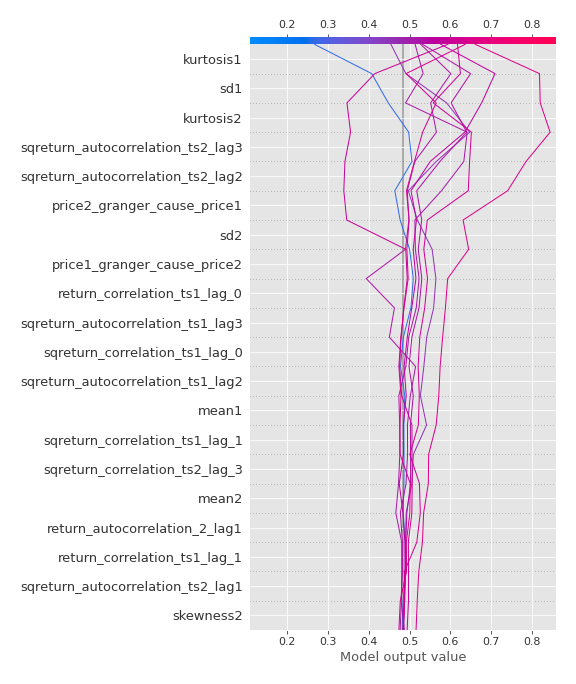 0.2 0.3 0.4 0.5 0.6 0.7 0.8
kurtosis1
sd1
kurtosis2
sqreturn_autocorrelation_ts2_lag3
sqreturn_autocorrelation_ts2_lag2
price2_granger_cause_price1
sd2
price1_granger_cause_price2
return_correlation_ts1_lag_0
sqreturn_autocorrelation_ts1_lag3
sqreturn_correlation_ts1_lag_0
sqreturn_autocorrelation_ts1_lag2
mean1
sqreturn_correlation_ts1_lag_1
sqreturn_correlation_ts2_lag_3
mean2
return_autocorrelation_2_lag1
return_correlation_ts1_lag_1
sqreturn_autocorrelation_ts2_lag1
skewness2
0.2 0.3 0.4 0.5 0.6 0.7 0.8
Model output value